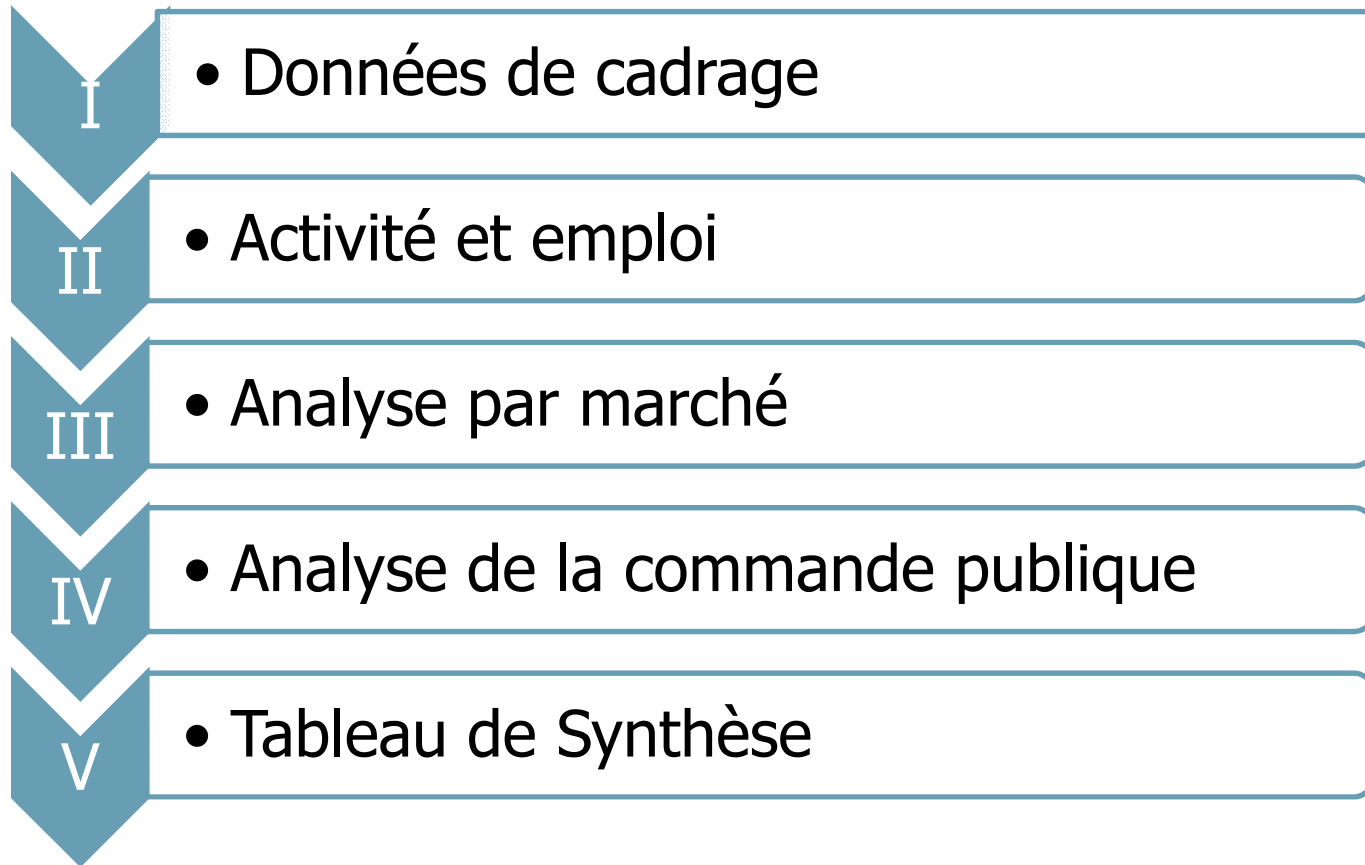 I
• Données de cadrage
II
• Activité et emploi
III
• Analyse par marché
IV
• Analyse de la commande publique
V
• Tableau de Synthèse